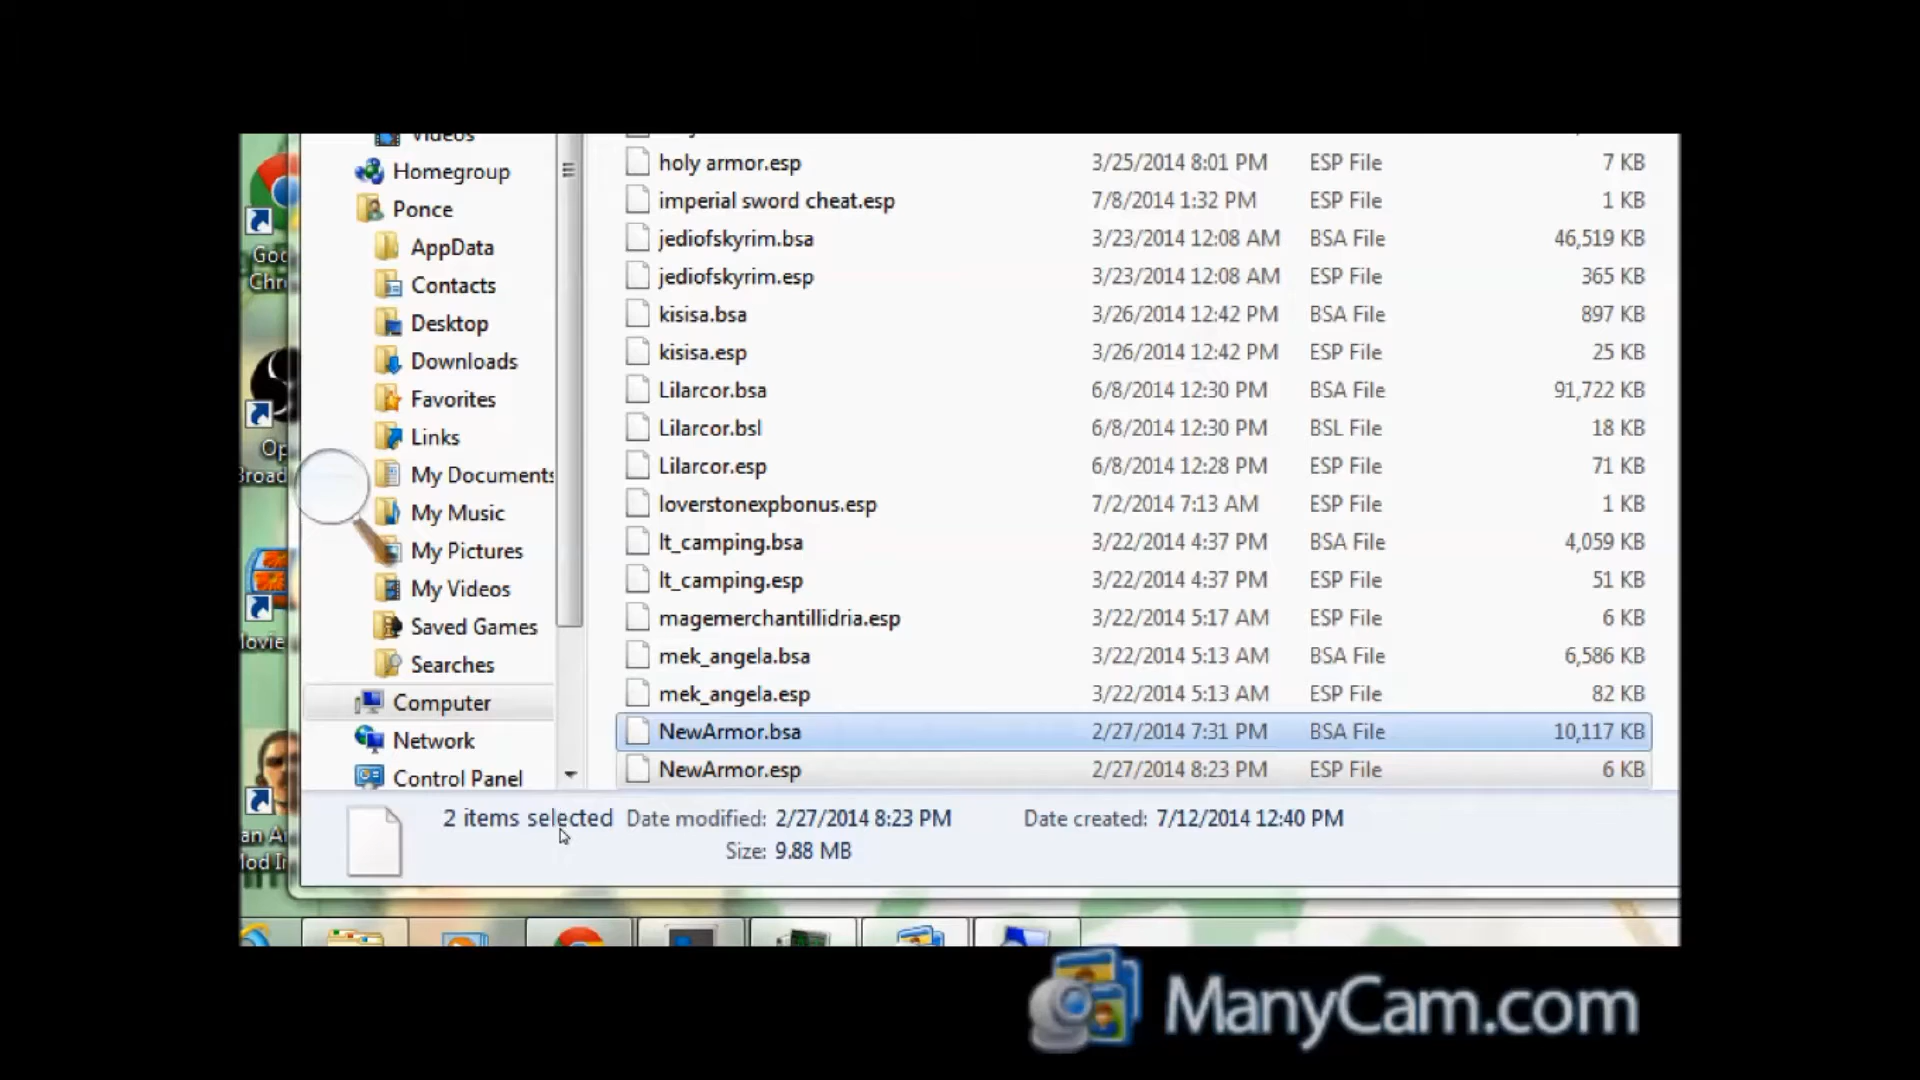 Videos
Homegroup
Ponce
AppData
Contacts
Desktop
Downloads
Favorites
Links
My Documents
My Music
My Pictures
My Videos
Saved Games
Searches
Computer
Network
Control Panel
holy armor.esp 3/25/2014 8:01 PM ESP File 7 KB
imperial sword cheat.esp 7/8/2014 1:32 PM ESP File 1 KB
jediofskyrim.bsa 3/23/2014 12:08 AM BSA File 46,519 KB
jediofskyrim.esp 3/23/2014 12:08 AM ESP File 365 KB
kisisa.bsa 3/26/2014 12:42 PM BSA File 897 KB
kisisa.esp 3/26/2014 12:42 PM ESP File 25 KB
Lilarcor.bsa 6/8/2014 12:30 PM BSA File 91,722 KB
Lilarcor.bsl 6/8/2014 12:30 PM BSL File 18 KB
Lilarcor.esp 6/8/2014 12:28 PM ESP File 71 KB
loverstonexpbonus.esp 7/2/2014 7:13 AM ESP File 1 KB
lt_camping.bsa 3/22/2014 4:37 PM BSA File 4,059 KB
lt_camping.esp 3/22/2014 4:37 PM ESP File 51 KB
magemerchantillidria.esp 3/22/2014 5:17 AM ESP File 6 KB
mek_angela.bsa 3/22/2014 5:13 AM BSA File 6,586 KB
mek_angela.esp 3/22/2014 5:13 AM ESP File 82 KB
NewArmor.bsa 2/27/2014 7:31 PM BSA File 10,117 KB
NewArmor.esp 2/27/2014 8:23 PM ESP File 6 KB
2 items selected Date modified: 2/27/2014 8:23 PM Date created: 7/12/2014 12:40 PM
Size: 9.88 MB
Goo
Chr
Op
Broad
Movie
an A
Mod In
ManyCam.com